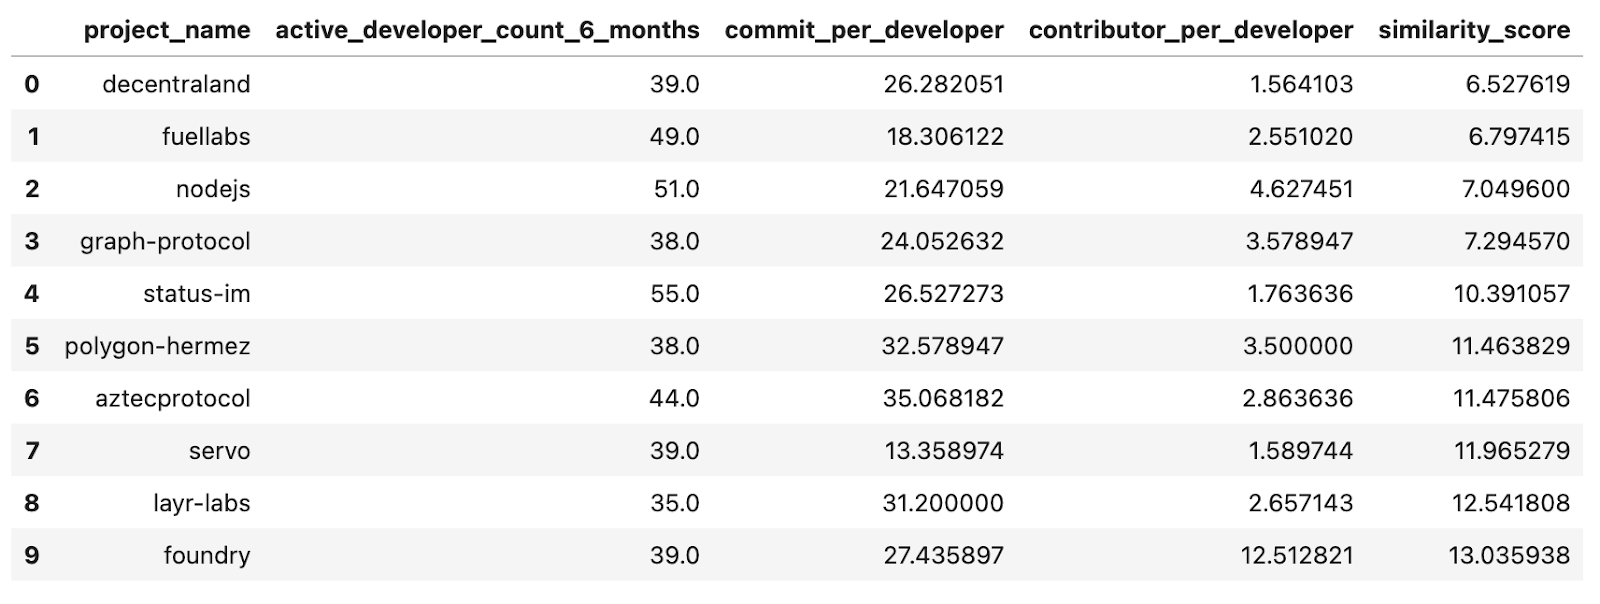 project_name active_developer_count_6_months commit_per_developer contributor_per_developer similarity_score
0 decentraland 39.0 26.282051 1.564103 6.527619
1 fuellabs 49.0 18.306122 2.551020 6.797415
2 nodejs 51.0 21.647059 4.627451 7.049600
3 graph-protocol 38.0 24.052632 3.578947 7.294570
4 status-im 55.0 26.527273 1.763636 10.391057
5 polygon-hermez 38.0 32.578947 3.500000 11.463829
6 aztecprotocol 44.0 35.068182 2.863636 11.475806
7 servo 39.0 13.358974 1.589744 11.965279
8 layr-labs 35.0 31.200000 2.657143 12.541808
9 foundry 39.0 27.435897 12.512821 13.035938